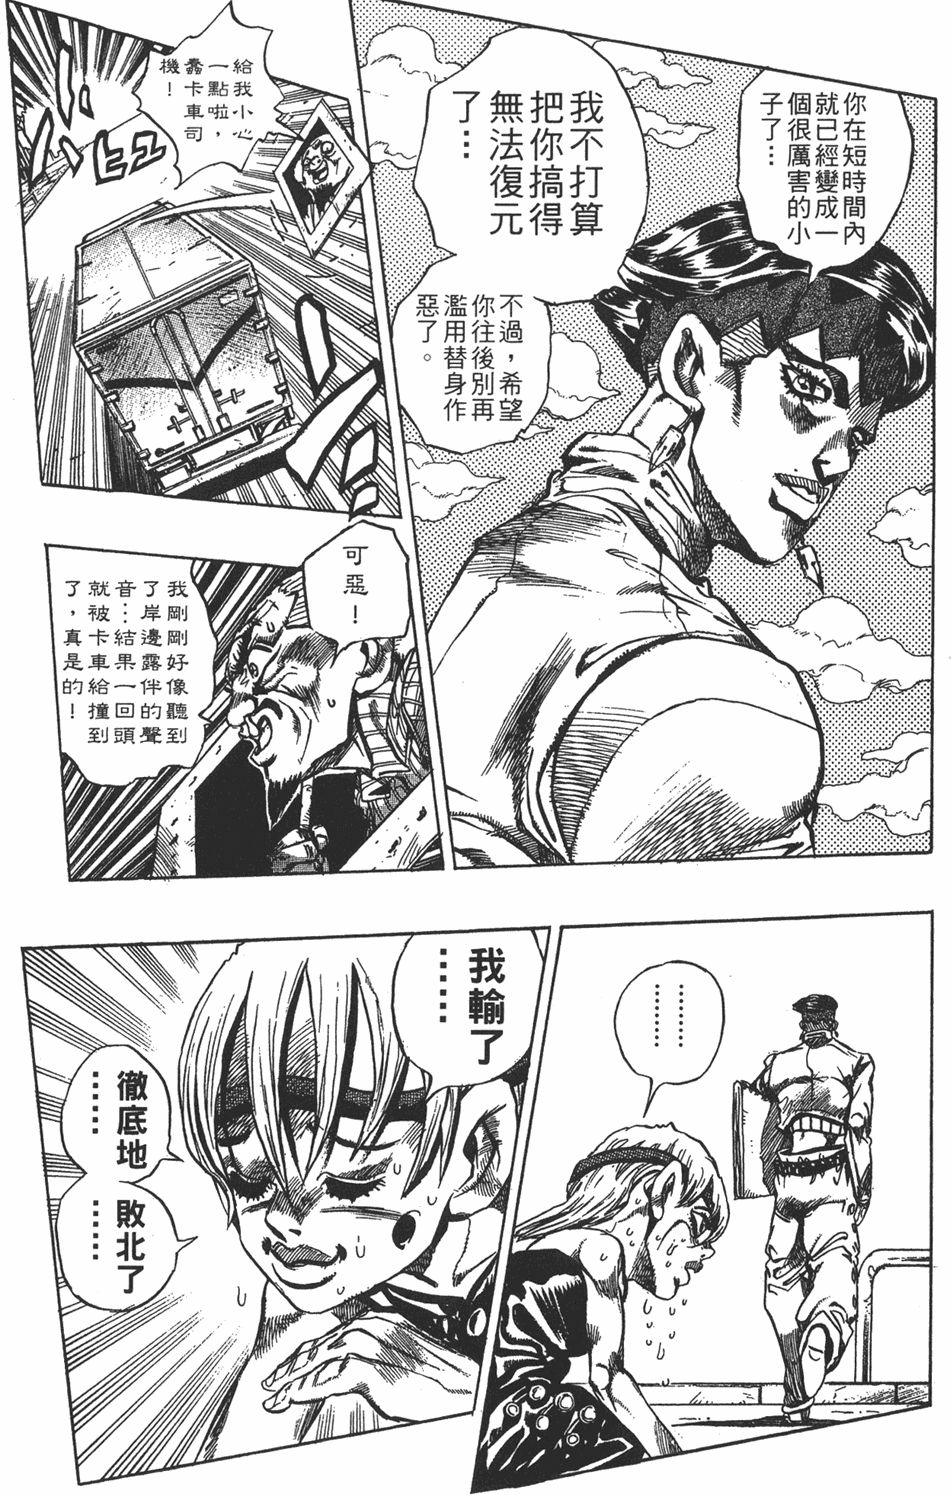 你在短時間內
就已經變成一
個很厲害的小
子了…
我不打算
把你搞得
無法復元
了…
不過，希望
你往後別再
濫用替身作
惡了。
給我小心
一點啦，
蠢卡車司
機！
ヒュ
可惡！
我剛剛好像聽到
了岸邊露伴的聲
音…結果一回頭
就被卡車給撞到
了，真是的！
………
………
我輸了
……
徹底地
……
……
敗北了